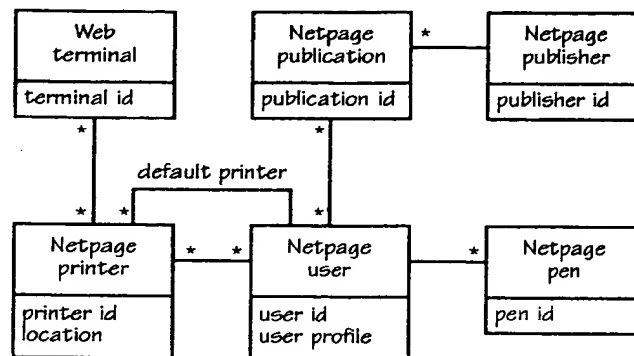 Web
terminal
terminal id
Netpage
publication
publication id
*
Netpage
publisher
publisher id
*
*
default printer
*
*
*
Netpage
printer
printer id
location
*
*
Netpage
user
user id
user profile
*
Netpage
pen
pen id